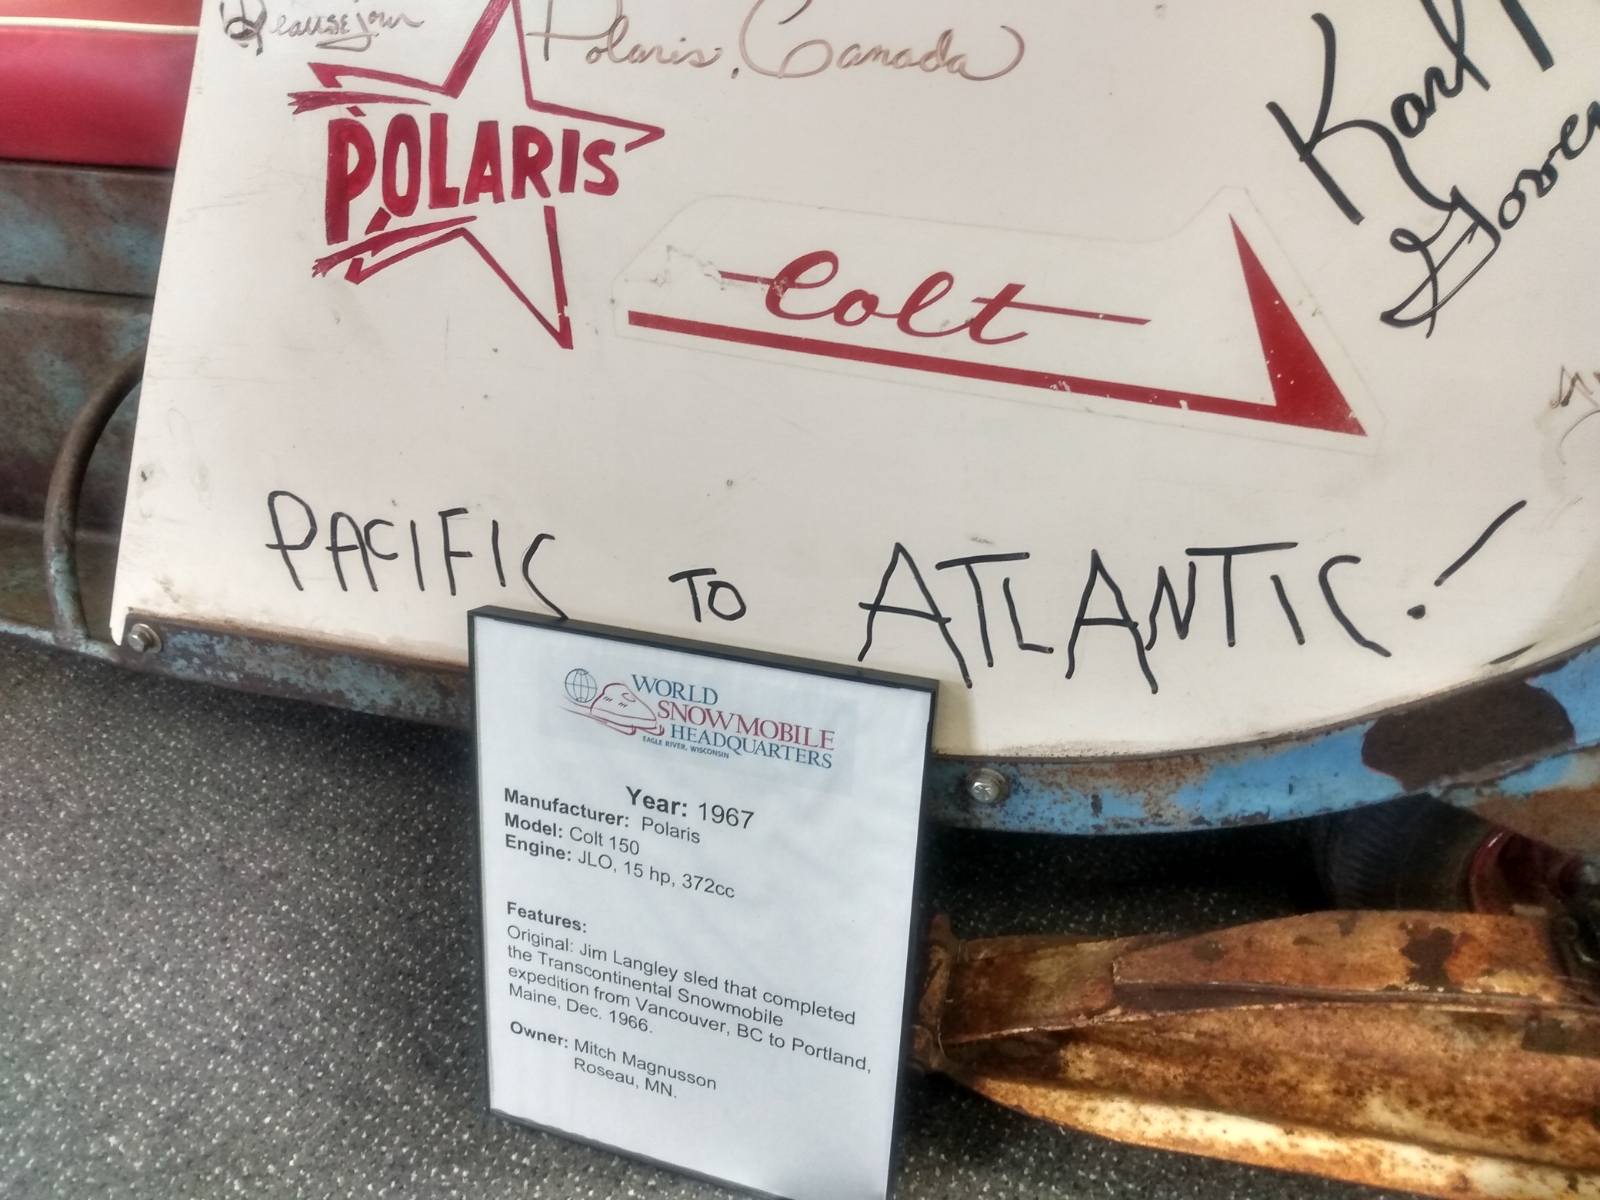 Beausejour
Polaris, Canada
POLARIS
Colt
Karl
PACIFIC TO ATLANTIC!
WORLD
SNOWMOBILE
HEADQUARTERS
EAGLE RIVER, WISCONSIN
Year: 1967
Manufacturer: Polaris
Model: Colt 150
Engine: JLO, 15 hp, 372cc
Features:
Original: Jim Langley sled that completed
the Transcontinental Snowmobile
expedition from Vancouver, BC to Portland,
Maine, Dec. 1966.
Owner: Mitch Magnusson
Roseau, MN.